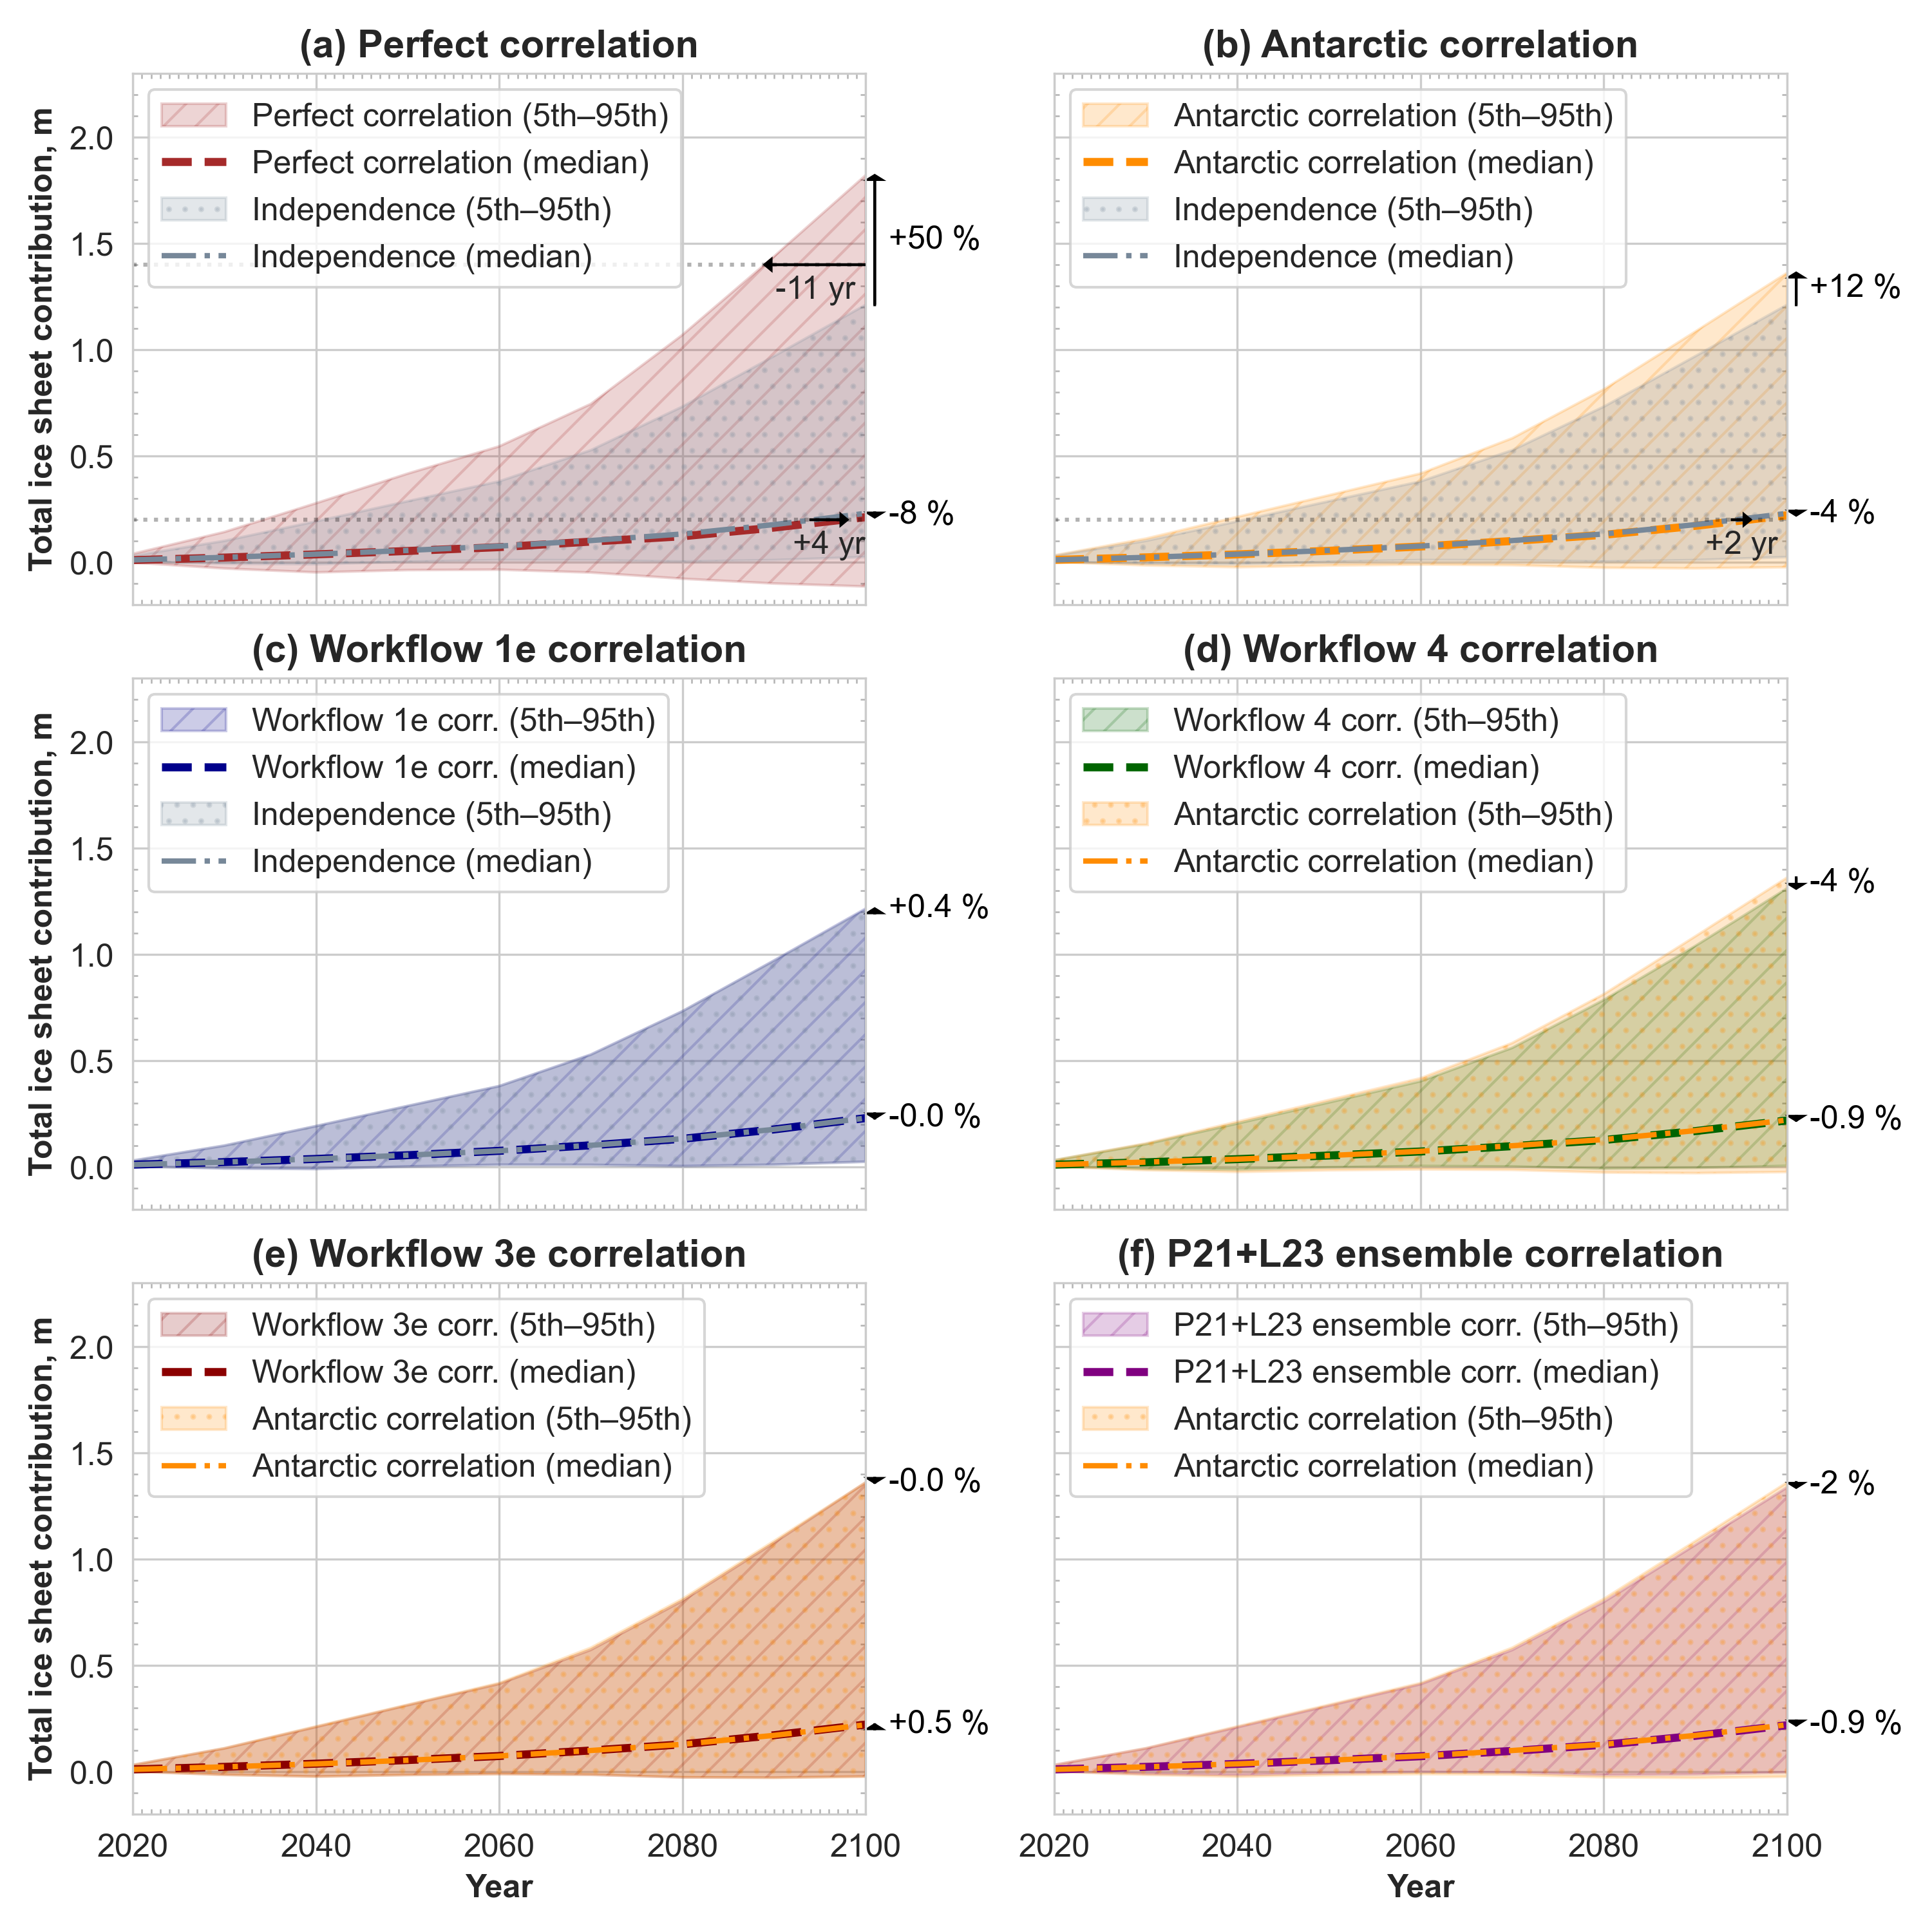 (a) Perfect correlation
Total ice sheet contribution, m
2.0
1.5
1.0
0.5
0.0
Perfect correlation (5th–95th)
Perfect correlation (median)
Independence (5th–95th)
Independence (median)
+50 %
-11 yr
-8 %
+4 yr
(b) Antarctic correlation
Antarctic correlation (5th–95th)
Antarctic correlation (median)
Independence (5th–95th)
Independence (median)
+12 %
-4 %
+2 yr
(c) Workflow 1e correlation
Total ice sheet contribution, m
2.0
1.5
1.0
0.5
0.0
Workflow 1e corr. (5th–95th)
Workflow 1e corr. (median)
Independence (5th–95th)
Independence (median)
+0.4 %
-0.0 %
(d) Workflow 4 correlation
Workflow 4 corr. (5th–95th)
Workflow 4 corr. (median)
Antarctic correlation (5th–95th)
Antarctic correlation (median)
-4 %
-0.9 %
(e) Workflow 3e correlation
Total ice sheet contribution, m
2.0
1.5
1.0
0.5
0.0
Workflow 3e corr. (5th–95th)
Workflow 3e corr. (median)
Antarctic correlation (5th–95th)
Antarctic correlation (median)
-0.0 %
+0.5 %
2020 2040 2060 2080 2100
Year
(f) P21+L23 ensemble correlation
P21+L23 ensemble corr. (5th–95th)
P21+L23 ensemble corr. (median)
Antarctic correlation (5th–95th)
Antarctic correlation (median)
-2 %
-0.9 %
2020 2040 2060 2080 2100
Year